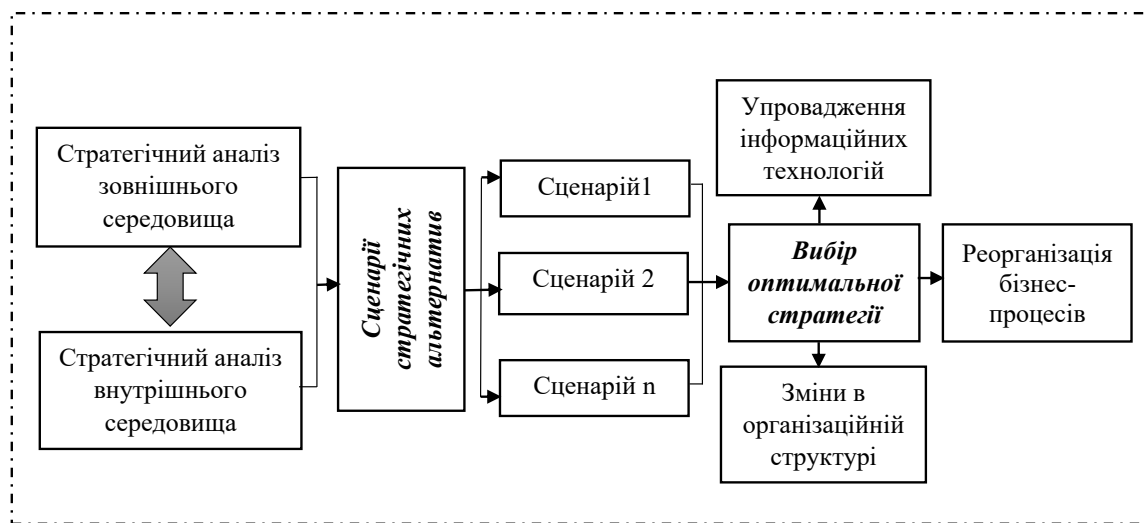 Стратегічний аналіз
зовнішнього
середовища
Стратегічний аналіз
внутрішнього
середовища
Сценарії
стратегічних
альтернатив
Сценарій1
Сценарій 2
Сценарій n
Упровадження
інформаційних
технологій
Вибір
оптимальної
стратегії
Реорганізація
бізнес-
процесів
Зміни в
організаційній
структурі